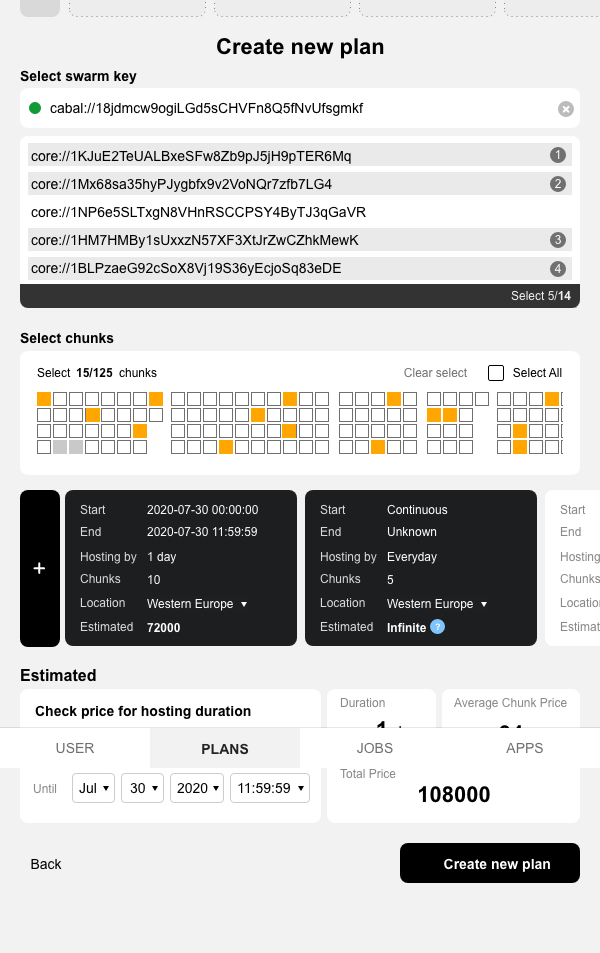 Create new plan
Select swarm key
cabal://18jdmcw9ogiLGd5sCHVFn8Q5fNvUfsgmkf
core://1KJuE2TeUALBxeSFw8Zb9pJ5jH9pTER6Mq 1
core://1Mx68sa35hyPJygbfx9v2VoNQr7zfb7LG4 2
core://1NP6e5SLTxgN8VHnRSCCPSY4ByTJ3qGaVR
core://1HM7HMBy1sUxxzN57XF3XtJrZwCZhkMewK 3
core://1BLPzaeG92cSoX8Vj19S36yEcjoSq83eDE 4
Select 5/14
Select chunks
Select 15/125 chunks Clear select Select All
Start 2020-07-30 00:00:00 Start Continuous Start
End 2020-07-30 11:59:59 End Unknown End
Hosting by 1 day Hosting by Everyday Hosting
Chunks 10 Chunks 5 Chunks
Location Western Europe Location Western Europe Location
Estimated 72000 Estimated Infinite ? Estimat
+
Estimated
Check price for hosting duration Duration Average Chunk Price
USER PLANS JOBS APPS
Until Jul 30 2020 11:59:59
Total Price
108000
Back Create new plan